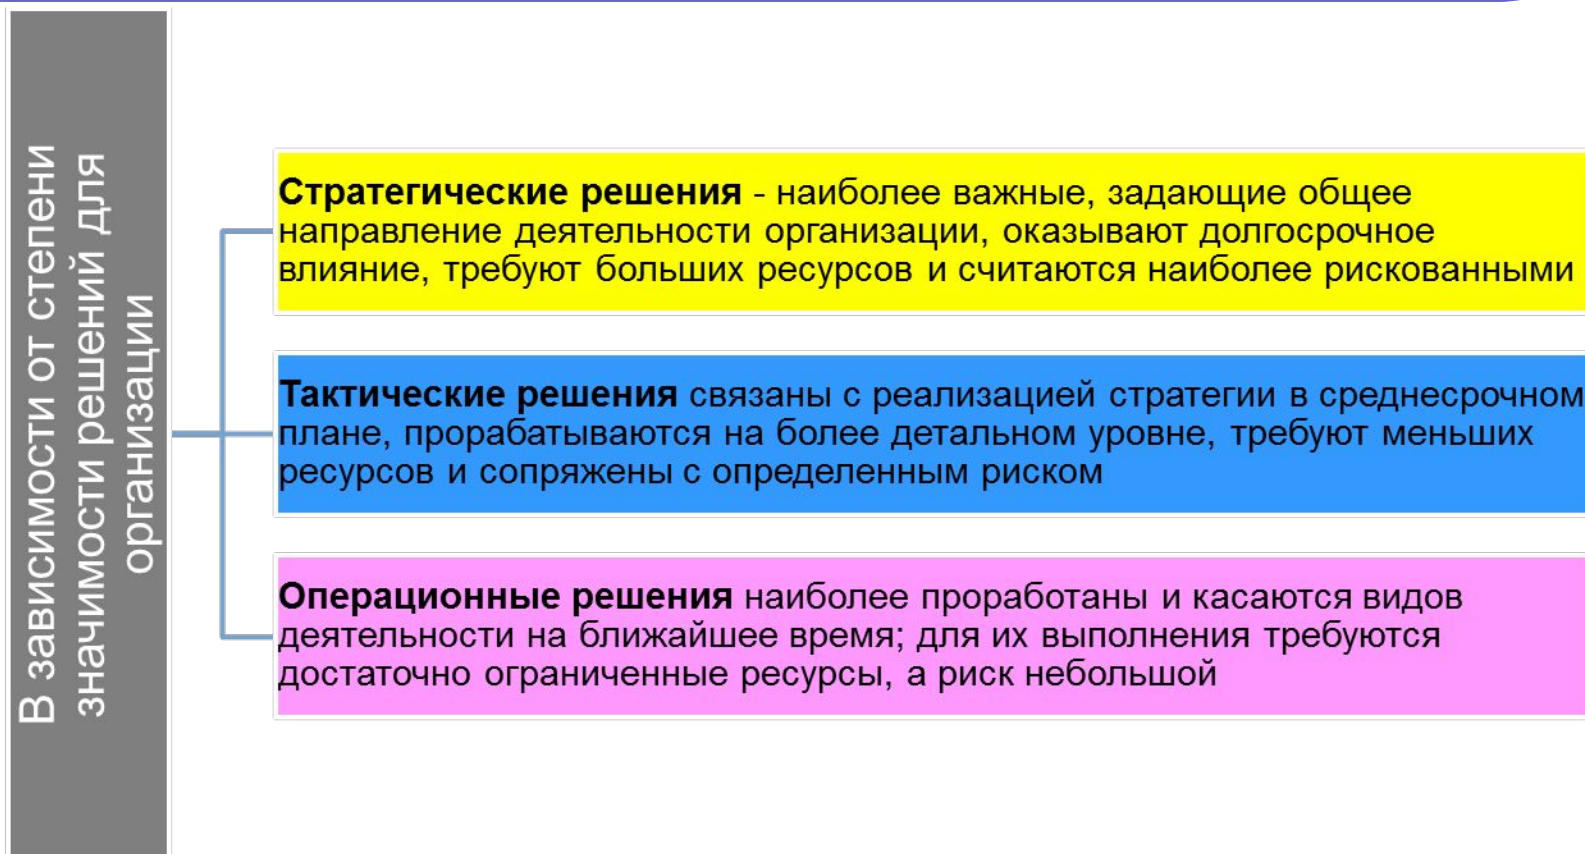 В зависимости от степени
значимости решений для
организации
Стратегические решения - наиболее важные, задающие общее
направление деятельности организации, оказывают долгосрочное
влияние, требуют больших ресурсов и считаются наиболее рискованными
Тактические решения связаны с реализацией стратегии в среднесрочном
плане, прорабатываются на более детальном уровне, требуют меньших
ресурсов и сопряжены с определенным риском
Операционные решения наиболее проработаны и касаются видов
деятельности на ближайшее время; для их выполнения требуются
достаточно ограниченные ресурсы, а риск небольшой